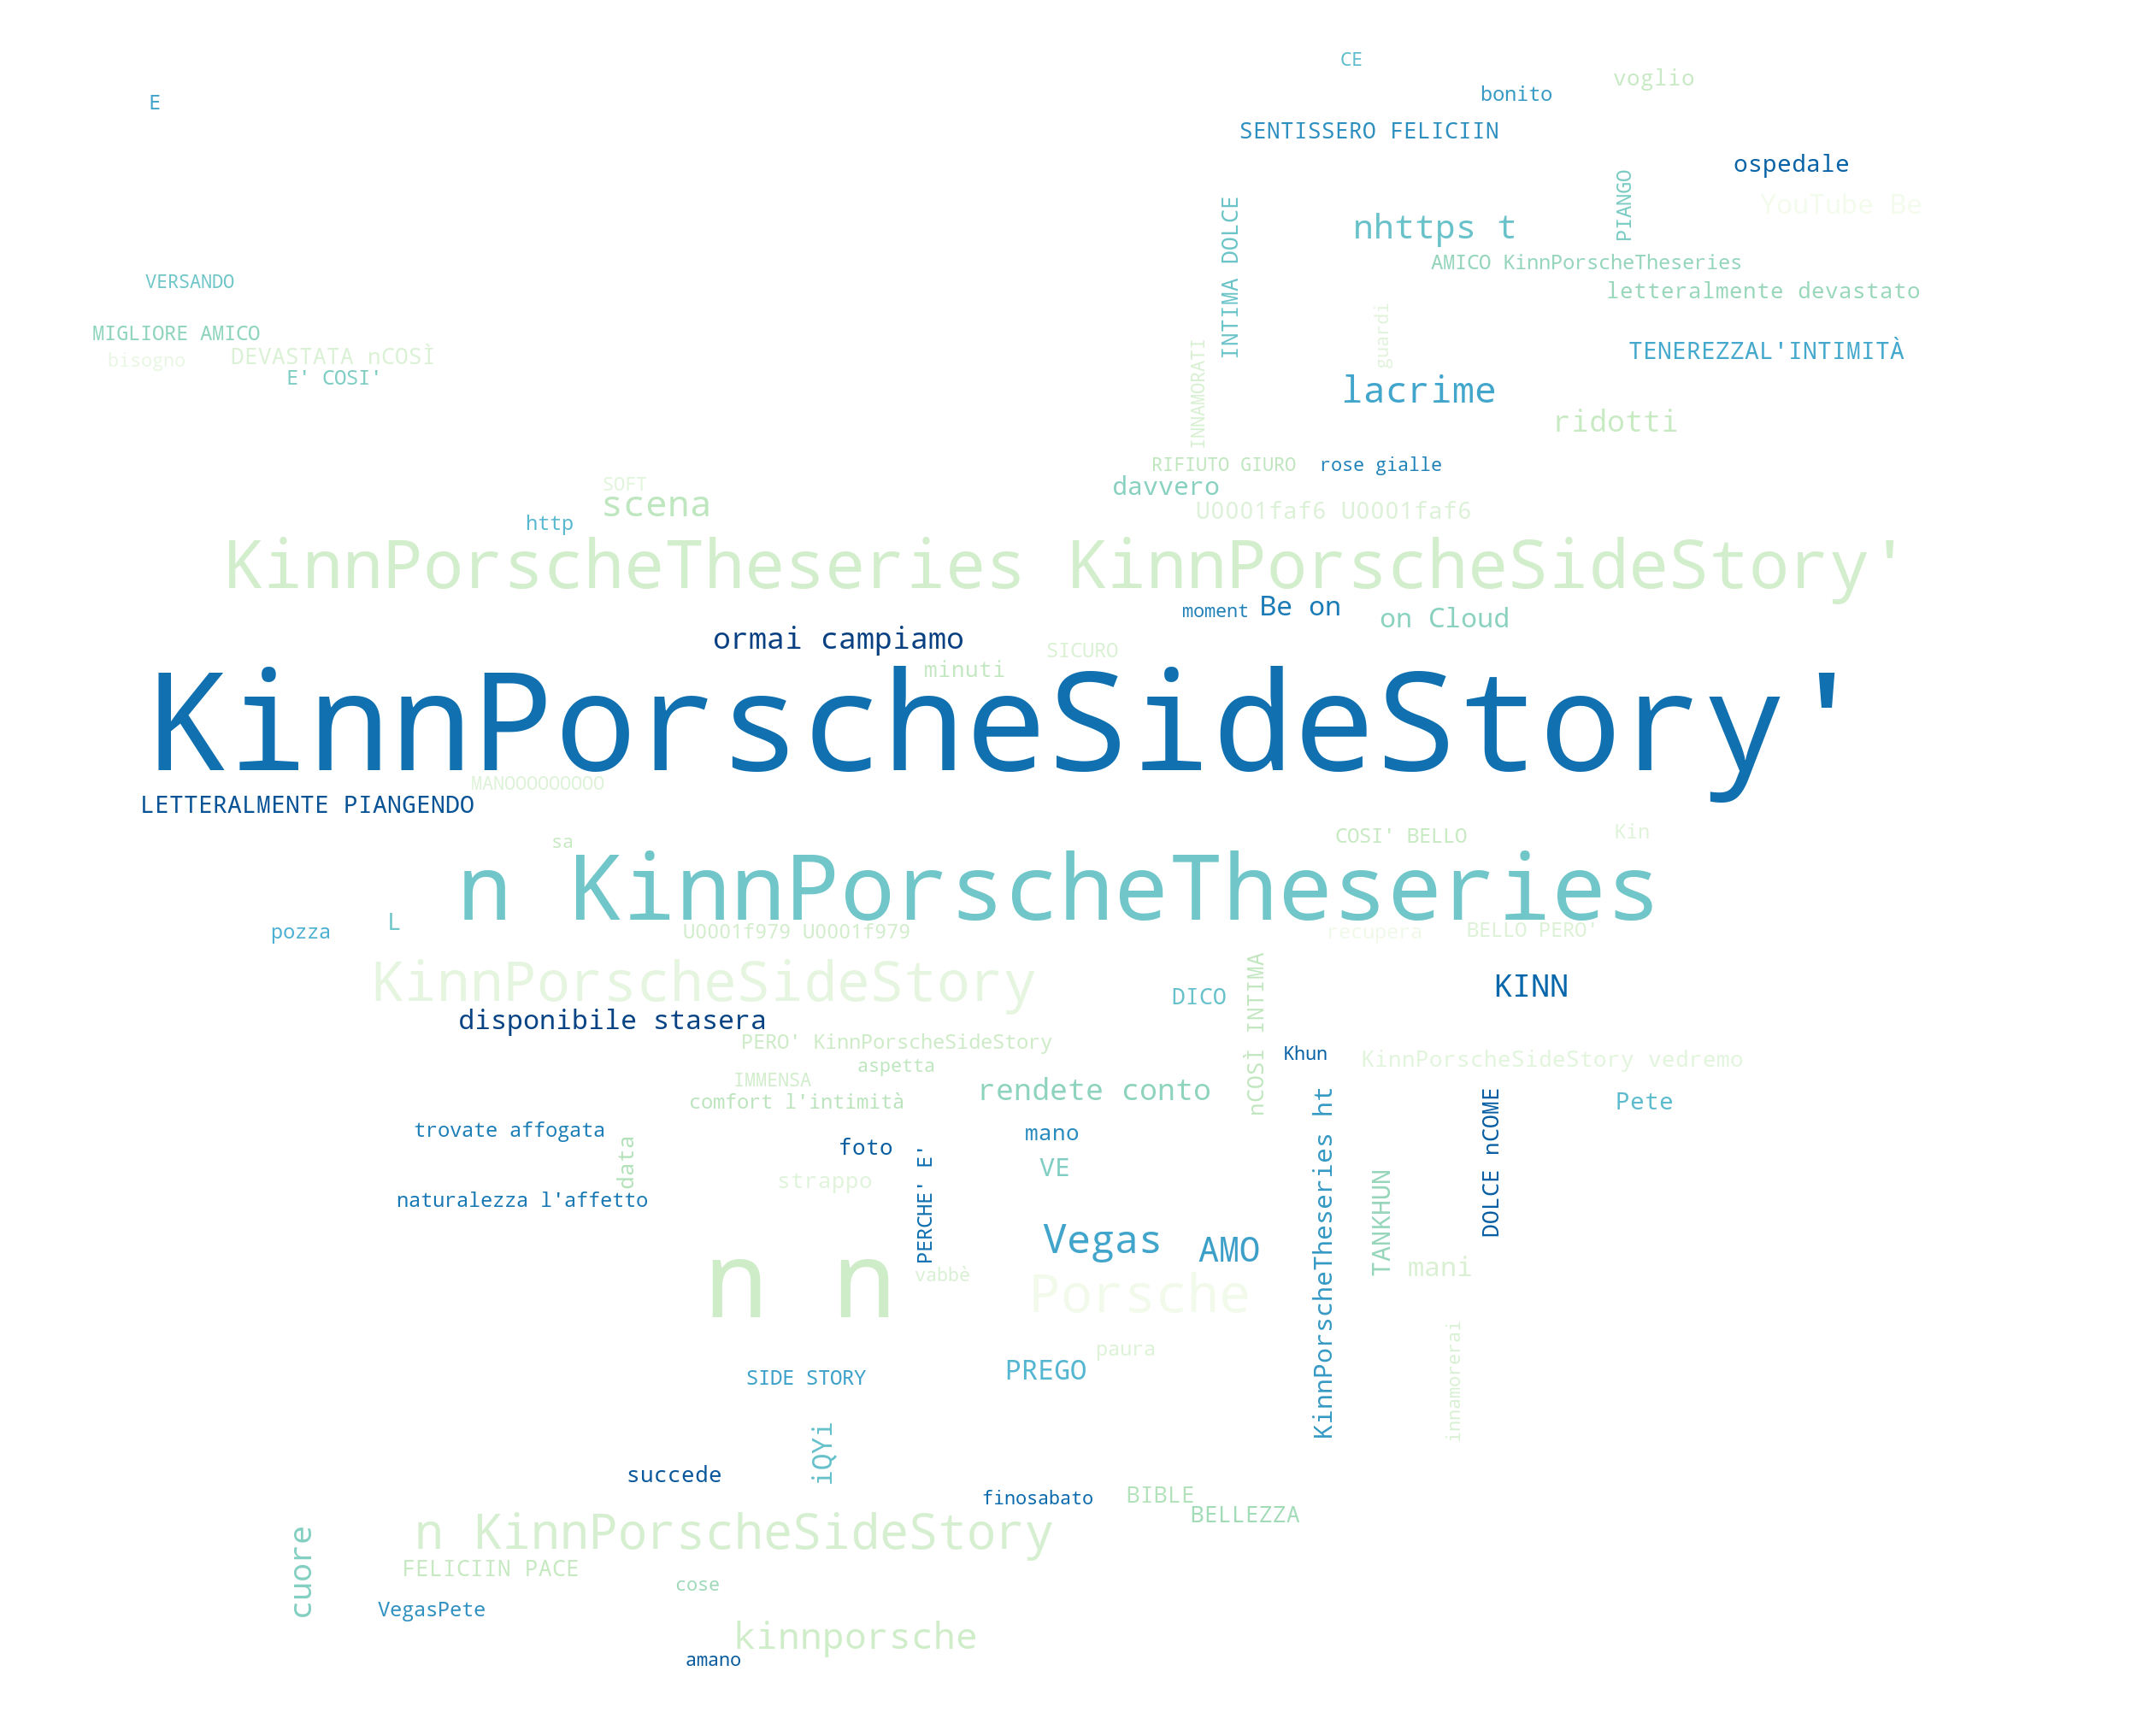 CE
voglio
bonito
E
SENTISSERO FELICIIN
ospedale
PIANGO
YouTube Be
INTIMA DOLCE
nhttps t
AMICO KinnPorscheTheseries
VERSANDO
letteralmente devastato
MIGLIORE AMICO
guardi
bisogno
DEVASTATA nCOSÌ
TENEREZZAL'INTIMITÀ
E' COSI'
INNAMORATI
lacrime
ridotti
RIFIUTO GIURO
rose gialle
SOFT
davvero
scena
U0001faf6 U0001faf6
http
KinnPorscheTheseries KinnPorscheSideStory'
moment
Be on
on Cloud
ormai campiamo
SICURO
minuti
KinnPorscheSideStory'
MANOOOOOOOOO
LETTERALMENTE PIANGENDO
sa
COSI' BELLO
Kin
n KinnPorscheTheseries
L
pozza
U0001f979 U0001f979
recupera
BELLO PERO'
KinnPorscheSideStory
KINN
DICO
nCOSÌ INTIMA
disponibile stasera
PERO' KinnPorscheSideStory
Khun
KinnPorscheSideStory vedremo
aspetta
IMMENSA
comfort l'intimità
rendete conto
Pete
trovate affogata
data
foto
mano
KinnPorscheTheseries ht
DOLCE nCOME
PERCHE' E'
VE
strappo
TANKHUN
naturalezza l'affetto
Vegas
AMO
n n
vabbè
Porsche
mani
paura
SIDE STORY
PREGO
innamorerai
iQYi
succede
finosabato
BIBLE
BELLEZZA
n KinnPorscheSideStory
cuore
FELICIIN PACE
cose
VegasPete
kinnporsche
amano